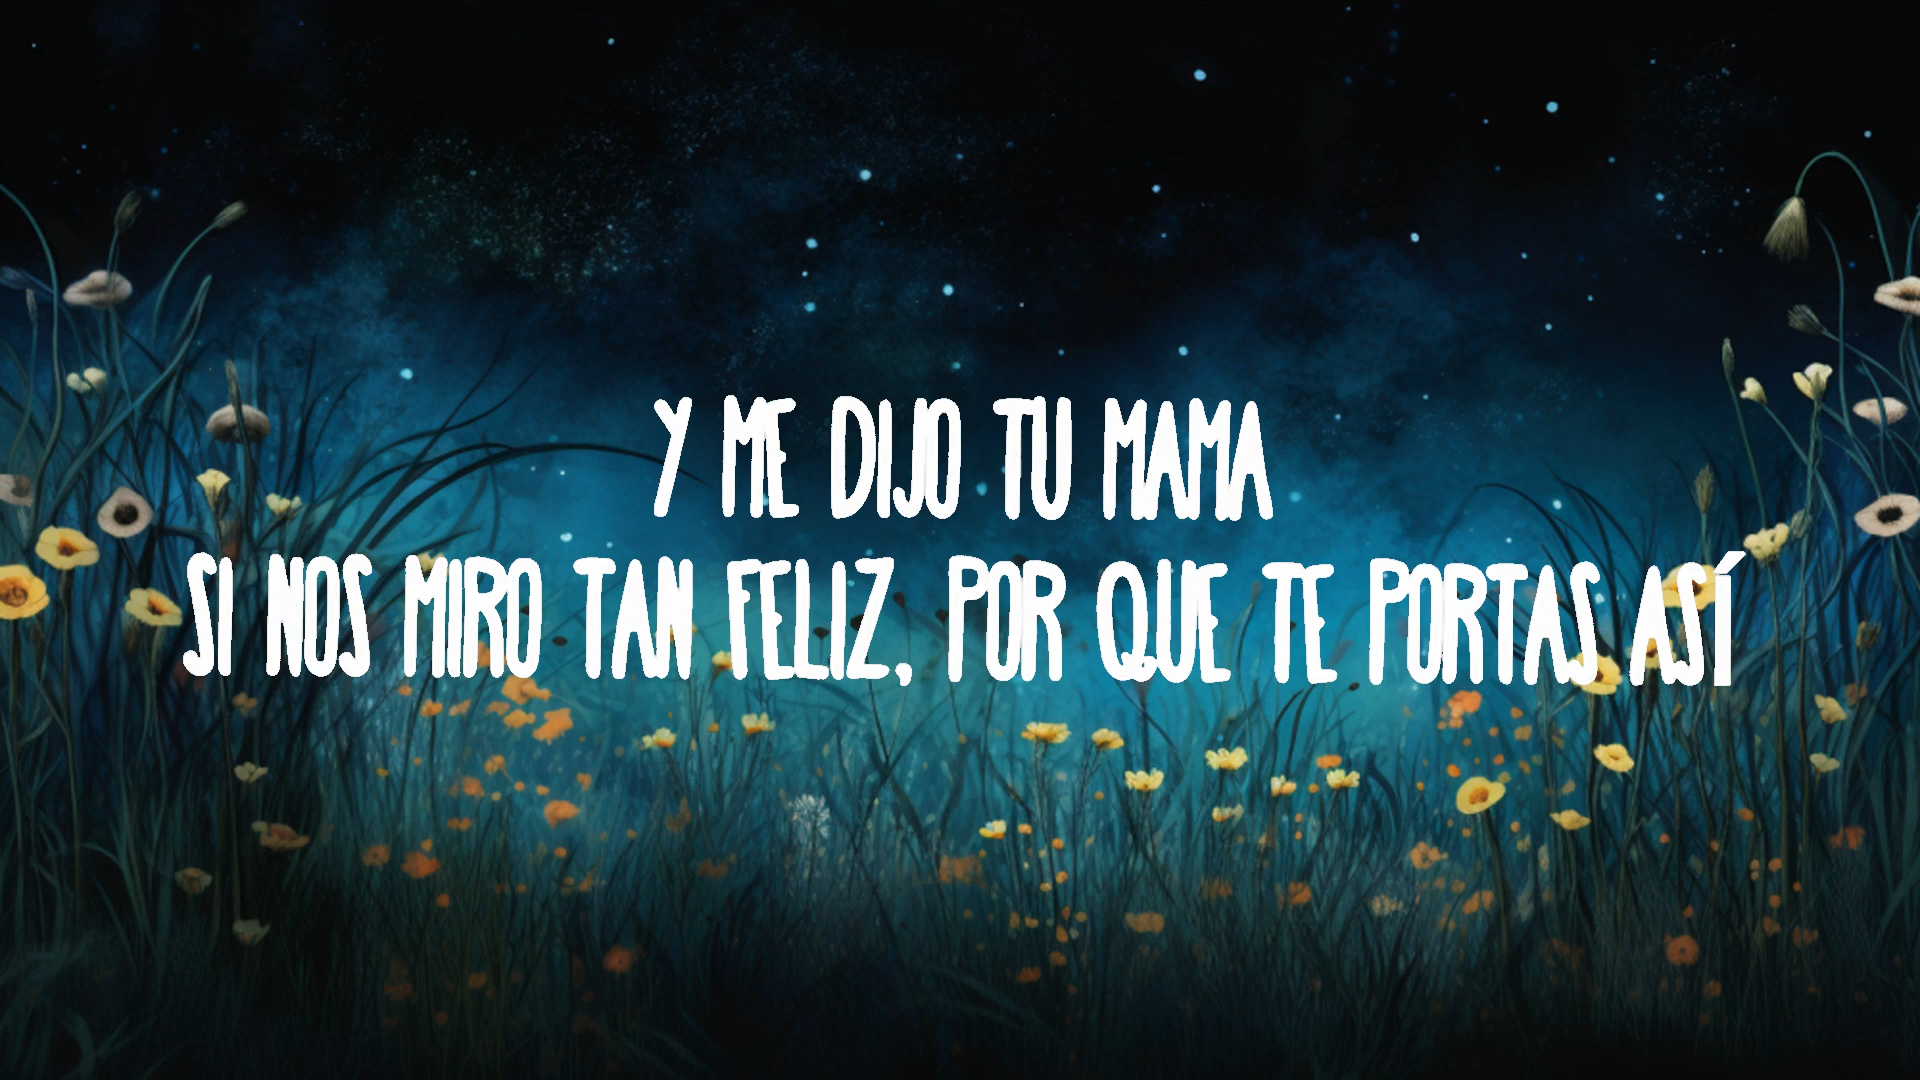 Y ME DIJO TU MAMA
SI NOS MIRO TAN FELIZ, POR QUE TE PORTAS ASÍ